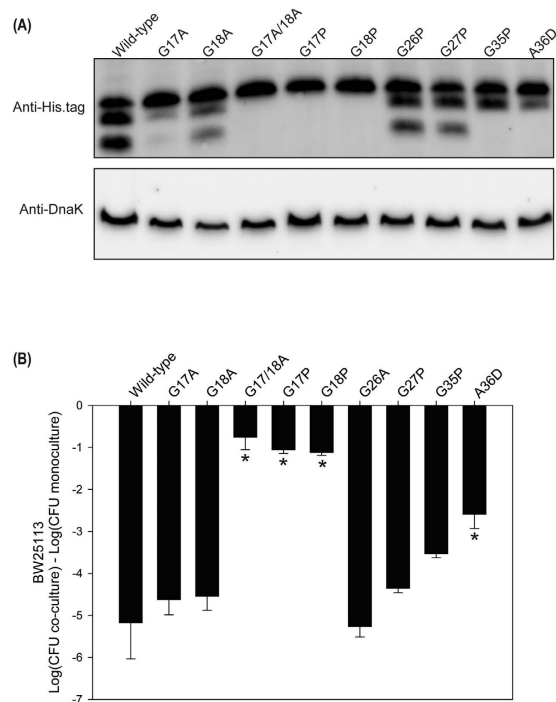 (A)
Wild-type G17A G18A G17A/18A G17P G18P G26P G27P G35P A36D
Anti-His.tag
Anti-DnaK
(B)
Wild-type G17A G18A G17/18A G17P G18P G26A G27P G35P A36D
BW25113
Log(CFU co-culture) - Log(CFU monoculture)
0
-1
-2
-3
-4
-5
-6
-7
* * * *